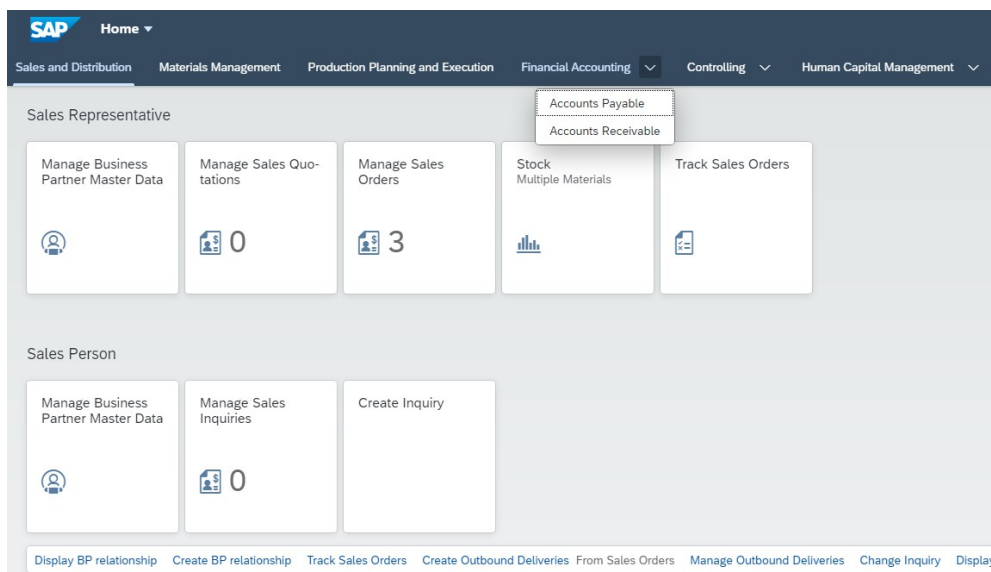 SAP Home
Sales and Distribution Materials Management Production Planning and Execution Financial Accounting Controlling Human Capital Management
Accounts Payable
Accounts Receivable
Sales Representative
Manage Business
Partner Master Data
Manage Sales Quo-
tations
0
Manage Sales
Orders
3
Stock
Multiple Materials
Track Sales Orders
Sales Person
Manage Business
Partner Master Data
Manage Sales
Inquiries
0
Create Inquiry
Display BP relationship Create BP relationship Track Sales Orders Create Outbound Deliveries From Sales Orders Manage Outbound Deliveries Change Inquiry Display